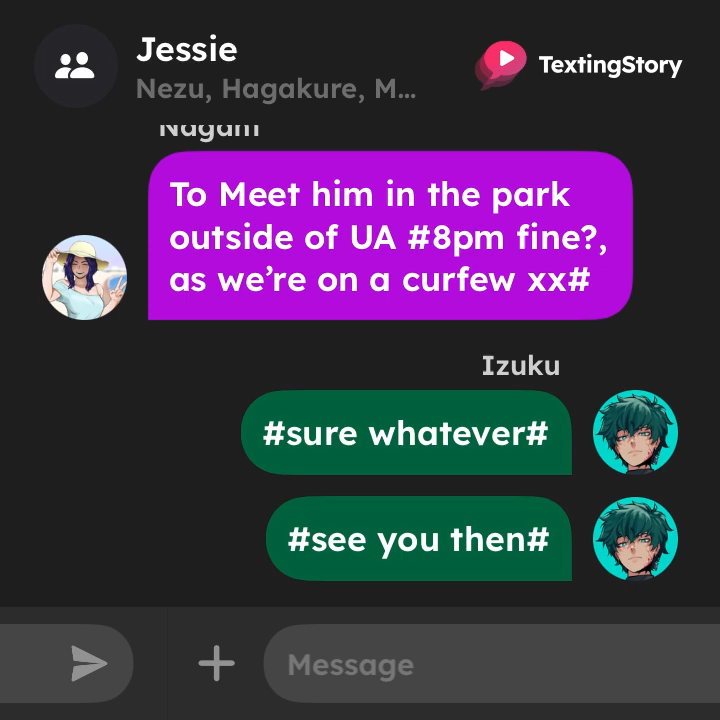 Jessie
Nezu, Hagakure, M...
TextingStory
To Meet him in the park
outside of UA #8pm fine?,
as we’re on a curfew xx#
Izuku
#sure whatever#
#see you then#
Message